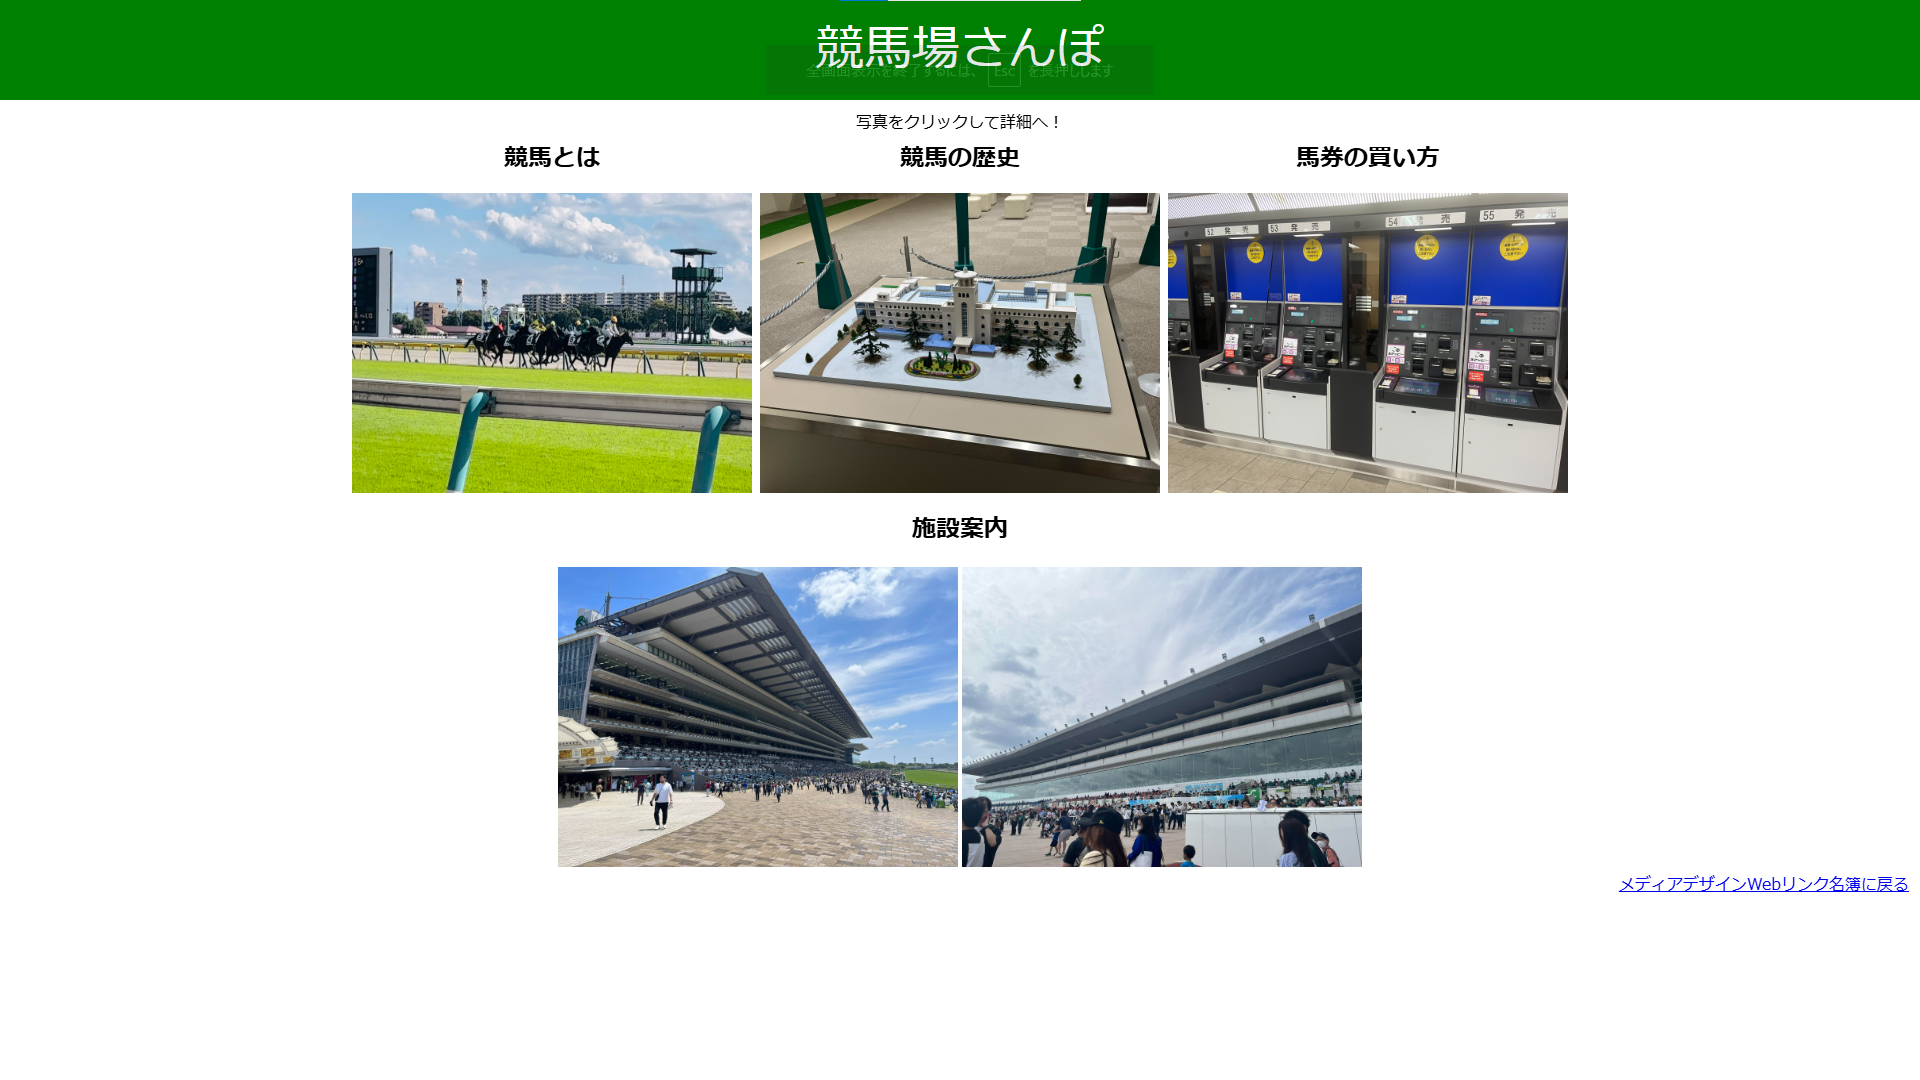 競馬場さんぽ
全画面表示を終了するには、 Esc を長押しします
写真をクリックして詳細へ！
競馬とは
競馬の歴史
馬券の買い方
52 発 売
53 発 売
54 発 売
55 発 売
施設案内
メディアデザインWebリンク名簿に戻る